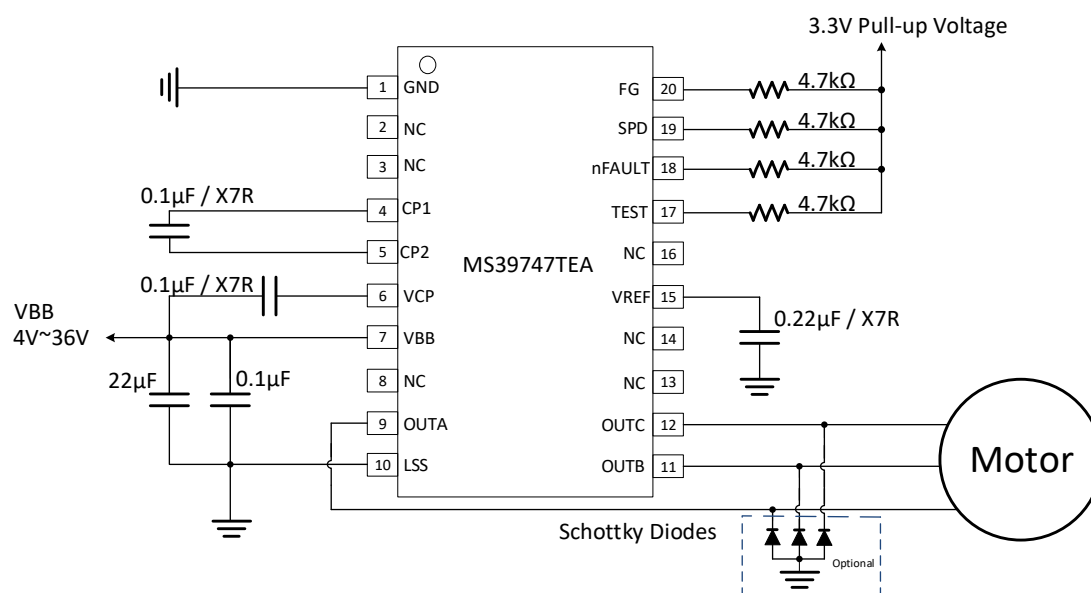 3.3V Pull-up Voltage
1 GND
FG 20
4.7kΩ
2 NC
SPD 19
4.7kΩ
3 NC
nFAULT 18
4.7kΩ
0.1μF / X7R
4 CP1
TEST 17
4.7kΩ
5 CP2
NC 16
MS39747TEA
0.1μF / X7R
6 VCP
VREF 15
VBB
4V~36V
7 VBB
NC 14
0.22μF / X7R
22μF
0.1μF
8 NC
NC 13
9 OUTA
OUTC 12
10 LSS
OUTB 11
Motor
Schottky Diodes
Optional